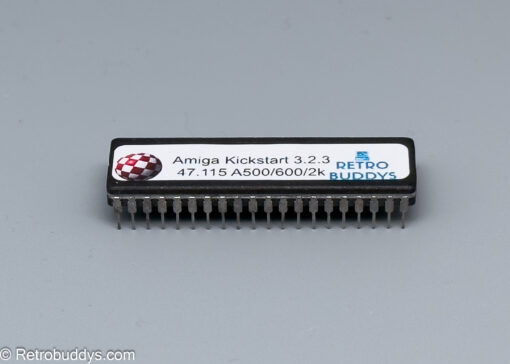 Amiga Kickstart 3.2.3
47.115 A500/600/2k
RETRO
BUDDYS
© Retrobuddys.com